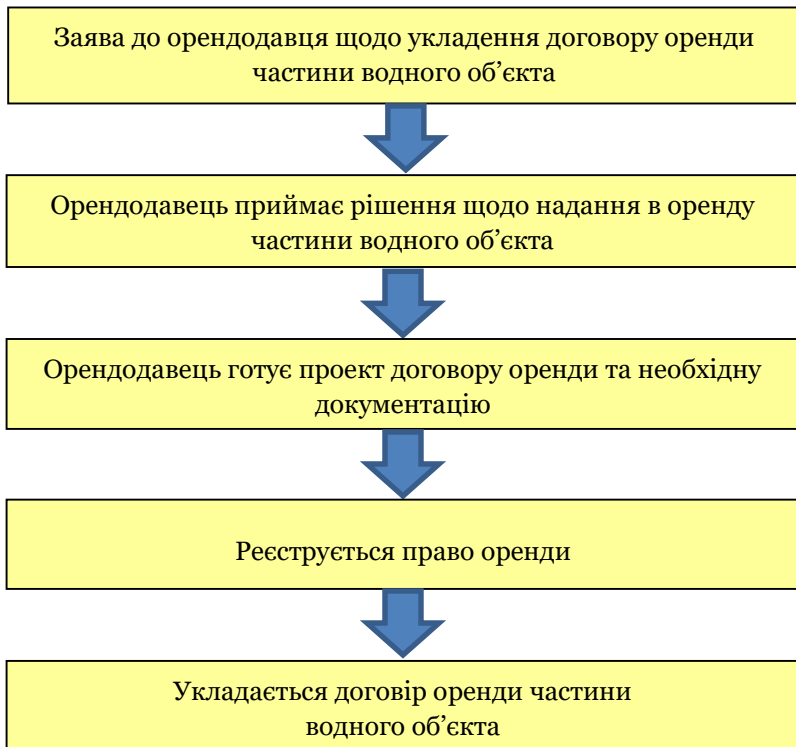 Заява до орендодавця щодо укладення договору оренди
частини водного об’єкта
Орендодавець приймає рішення щодо надання в оренду
частини водного об’єкта
Орендодавець готує проект договору оренди та необхідну
документацію
Реєструється право оренди
Укладається договір оренди частини
водного об’єкта